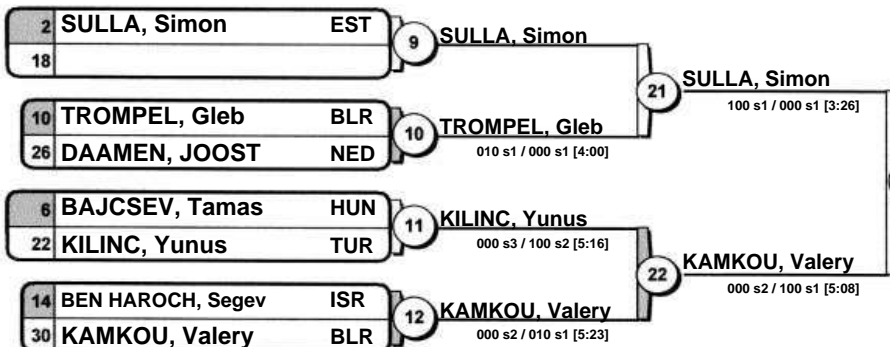 2 SULLA, Simon EST
18
9 SULLA, Simon
10 TROMPEL, Gleb BLR
26 DAAMEN, JOOST NED
10 TROMPEL, Gleb
010 s1 / 000 s1 [4:00]
21 SULLA, Simon
100 s1 / 000 s1 [3:26]
6 BAJCSEV, Tamas HUN
22 KILINC, Yunus TUR
11 KILINC, Yunus
000 s3 / 100 s2 [5:16]
14 BEN HAROCH, Segev ISR
30 KAMKOU, Valery BLR
12 KAMKOU, Valery
000 s2 / 010 s1 [5:23]
22 KAMKOU, Valery
000 s2 / 100 s1 [5:08]